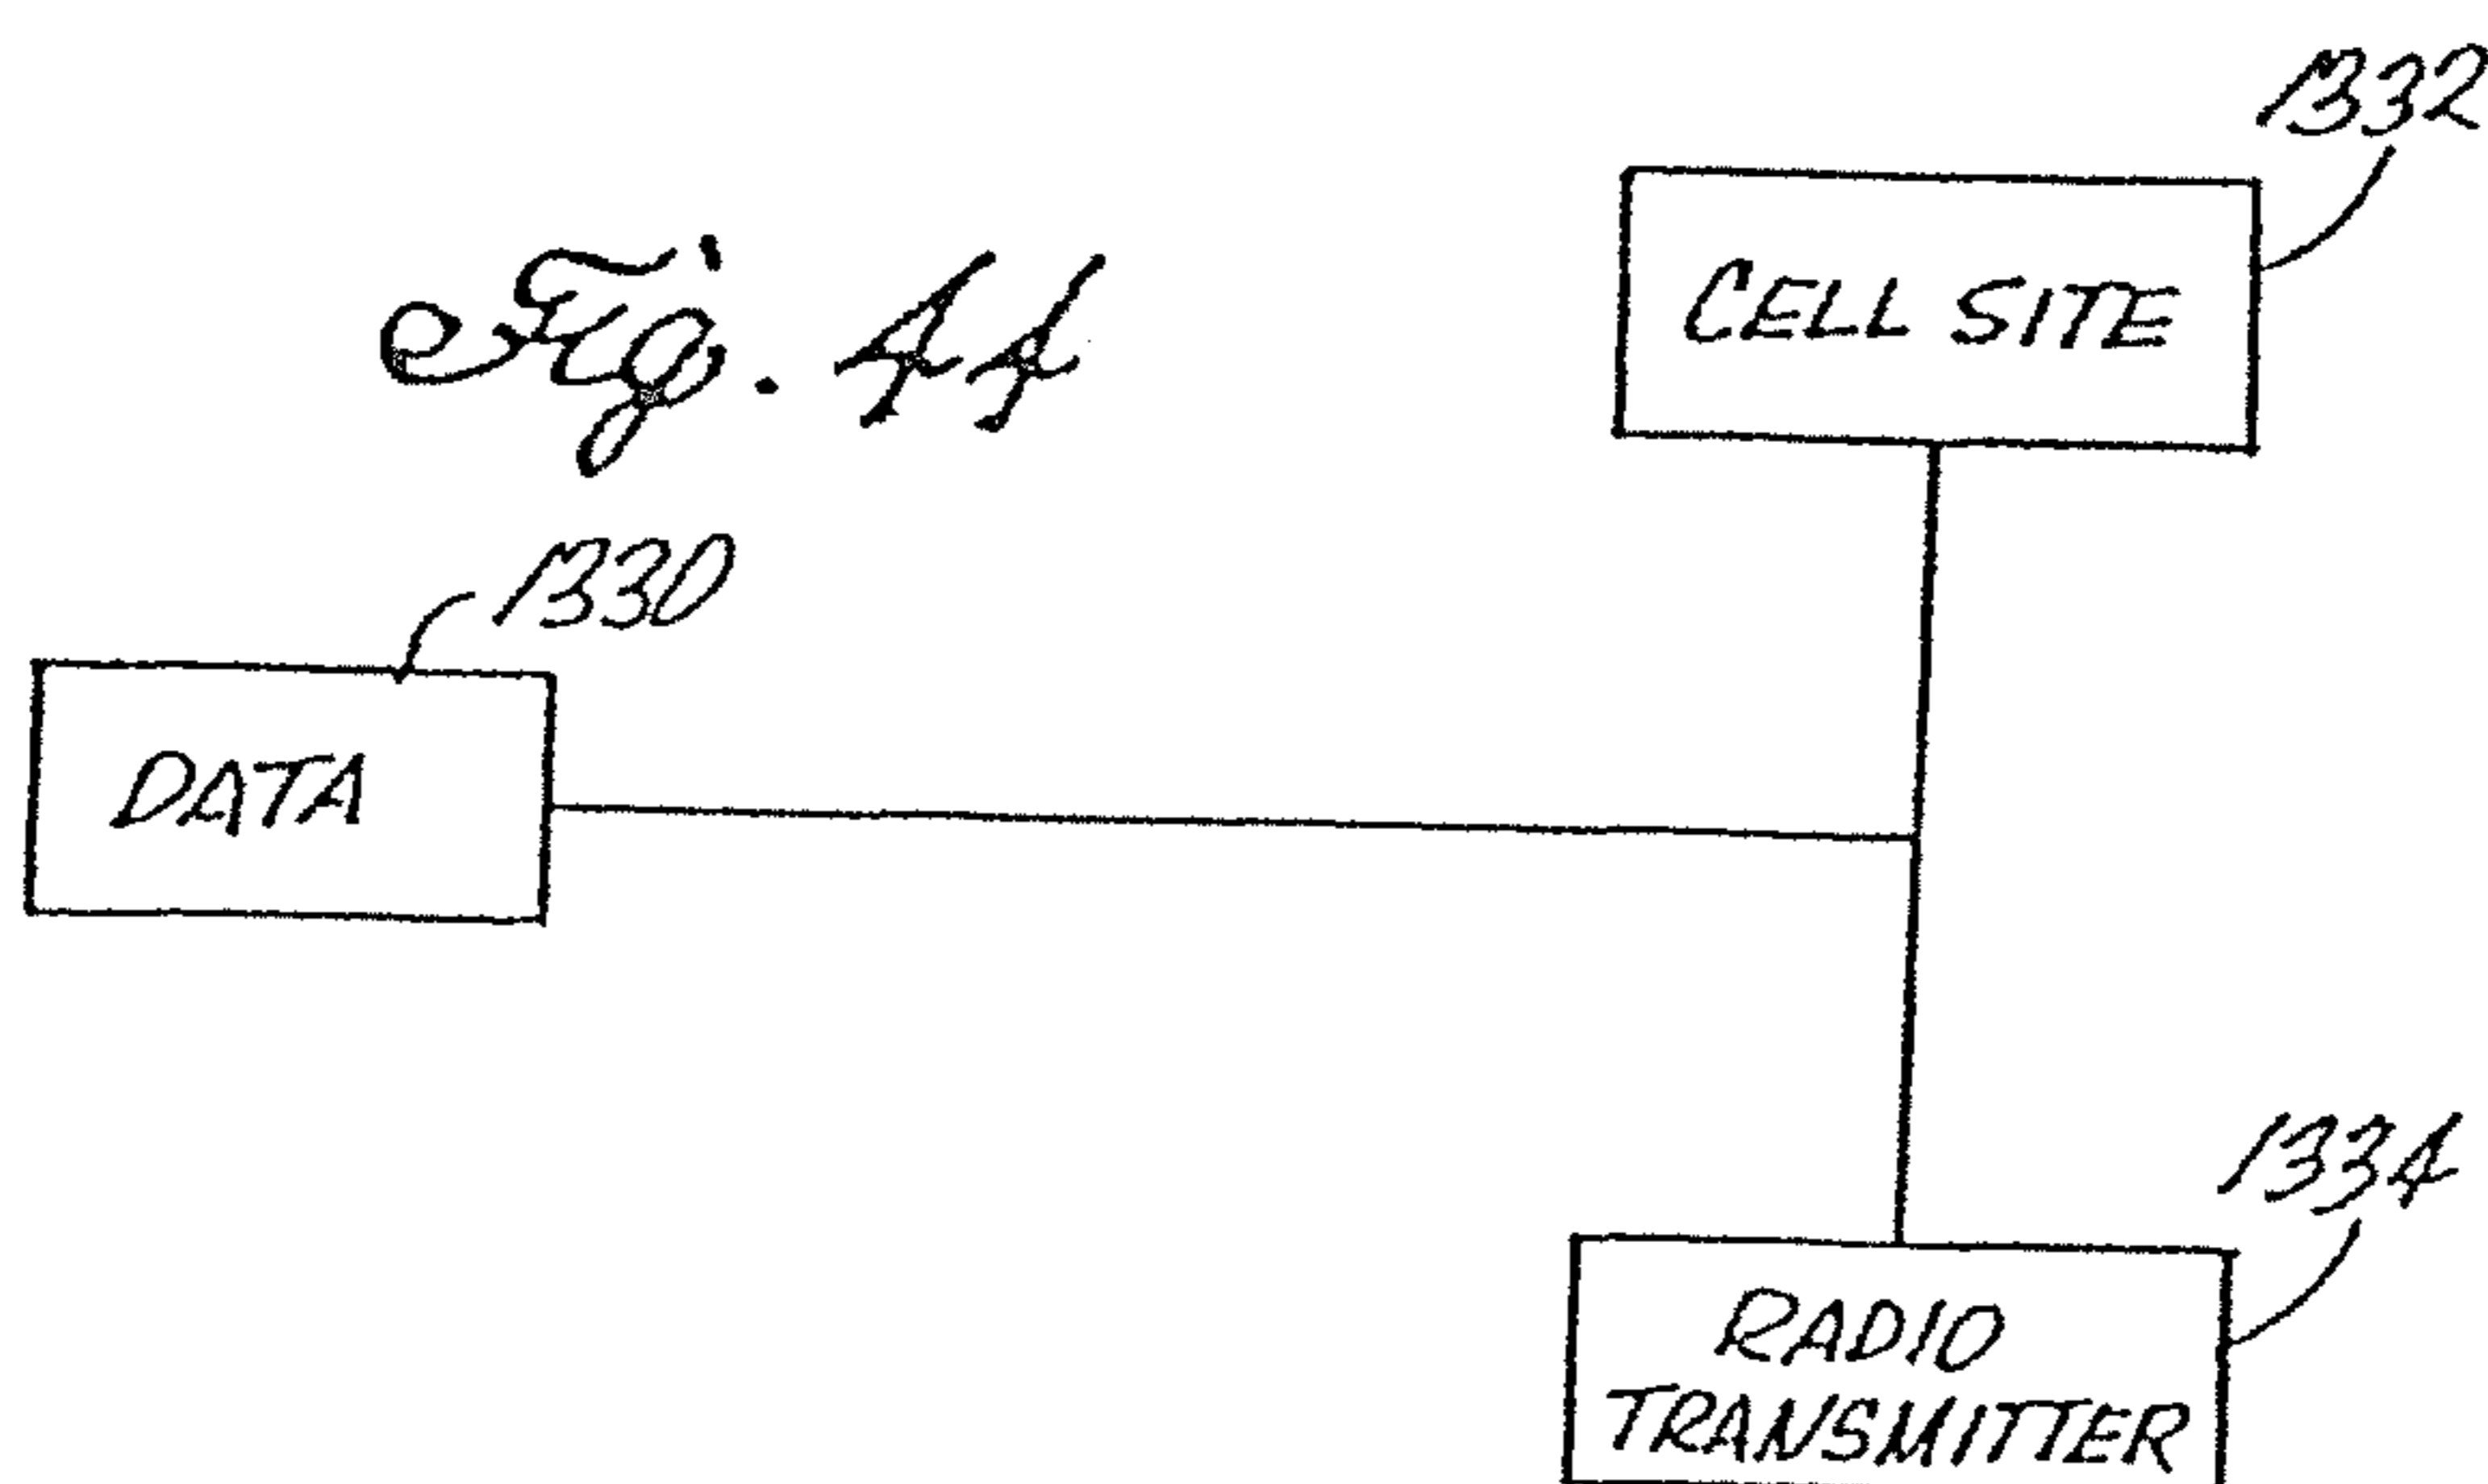 1332
CELL SITE
Fig. 44
1330
DATA
1334
RADIO
TRANSMITTER